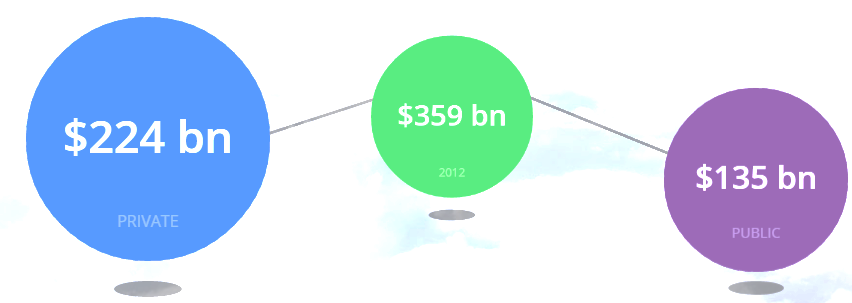 $224 bn
PRIVATE
$359 bn
2012
$135 bn
PUBLIC